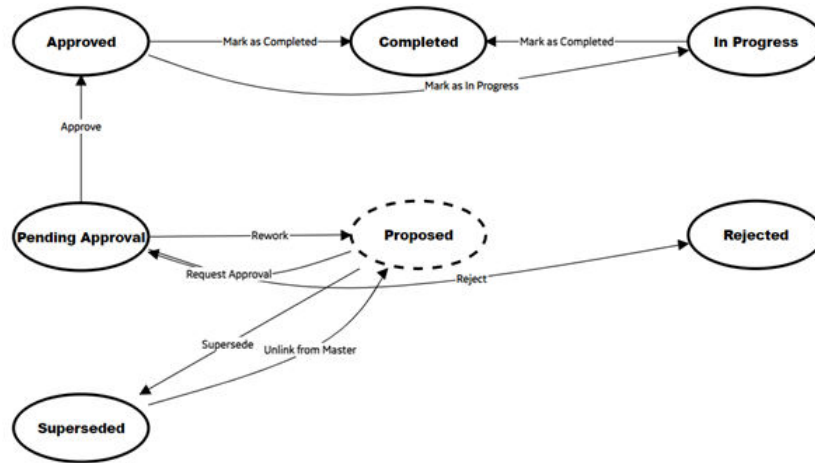 Approved
Mark as Completed
Completed
Mark as Completed
In Progress
Mark as In Progress
Approve
Pending Approval
Rework
Proposed
Rejected
Request Approval
Reject
Supersede
Unlink from Master
Superseded